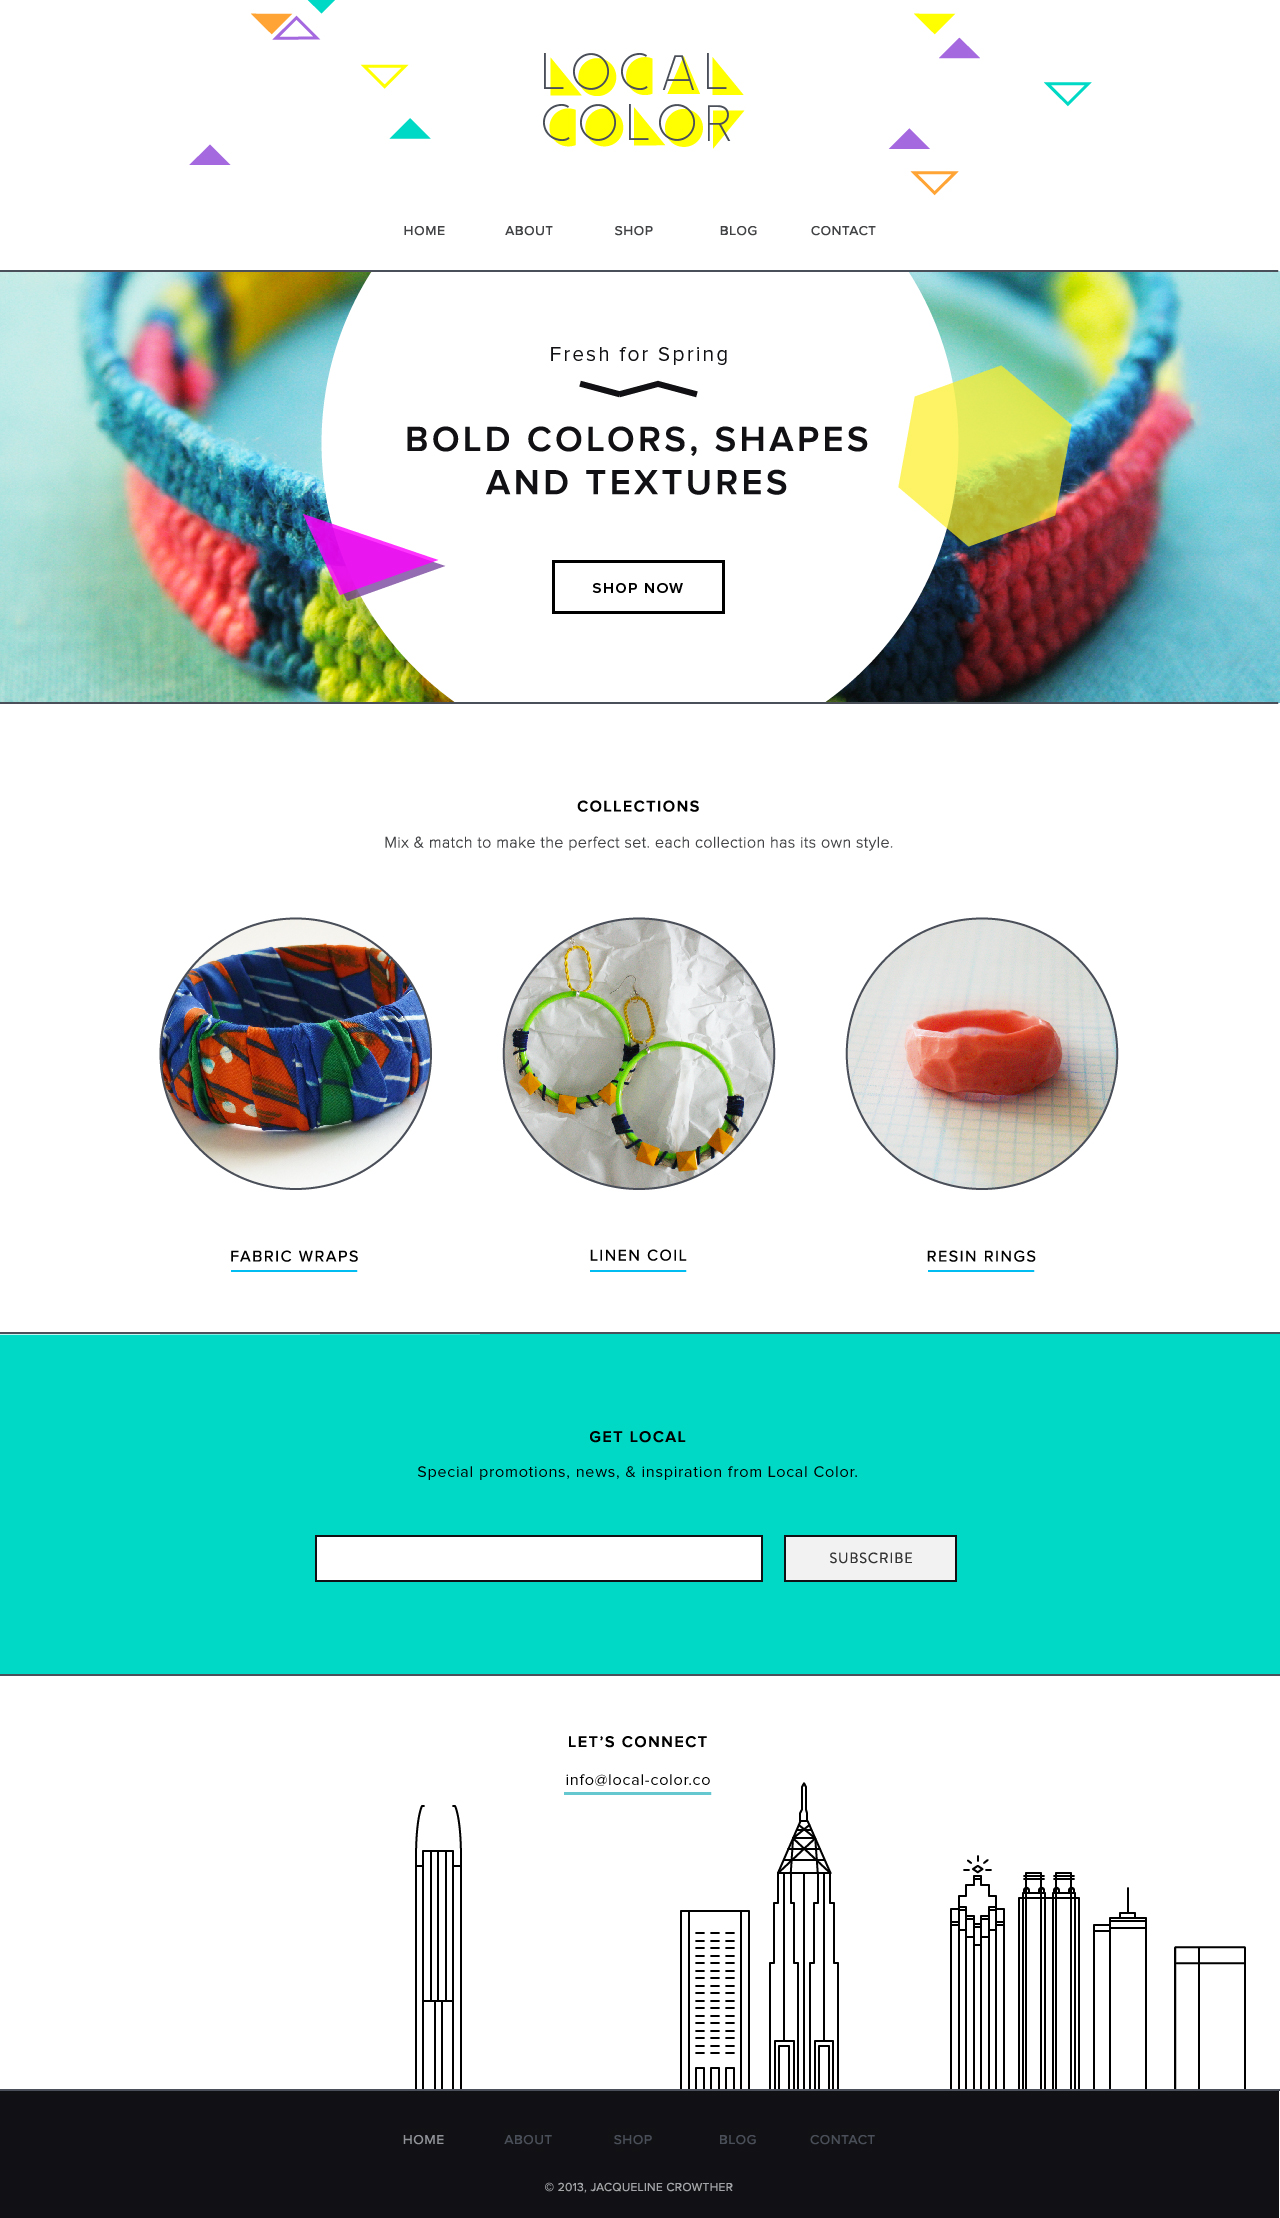 LOCAL
COLOR
HOME ABOUT SHOP BLOG CONTACT
Fresh for Spring
BOLD COLORS, SHAPES
AND TEXTURES
SHOP NOW
COLLECTIONS
Mix & match to make the perfect set. each collection has its own style.
FABRIC WRAPS LINEN COIL RESIN RINGS
GET LOCAL
Special promotions, news, & inspiration from Local Color.
SUBSCRIBE
LET'S CONNECT
info@local-color.co
HOME ABOUT SHOP BLOG CONTACT
© 2013, JACQUELINE CROWTHER